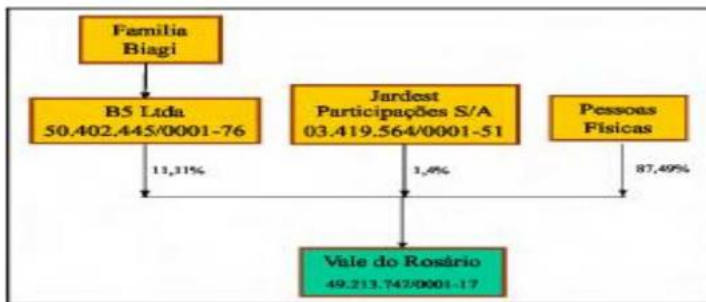 Familia
Biagi
B5 Ltda
50.402.445/0001-76
Jardest
Participações S/A
03.419.564/0001-51
Pessoas
Físicas
11,11%
1,4%
87,49%
Vale do Rosário
49.213.747/0001-17